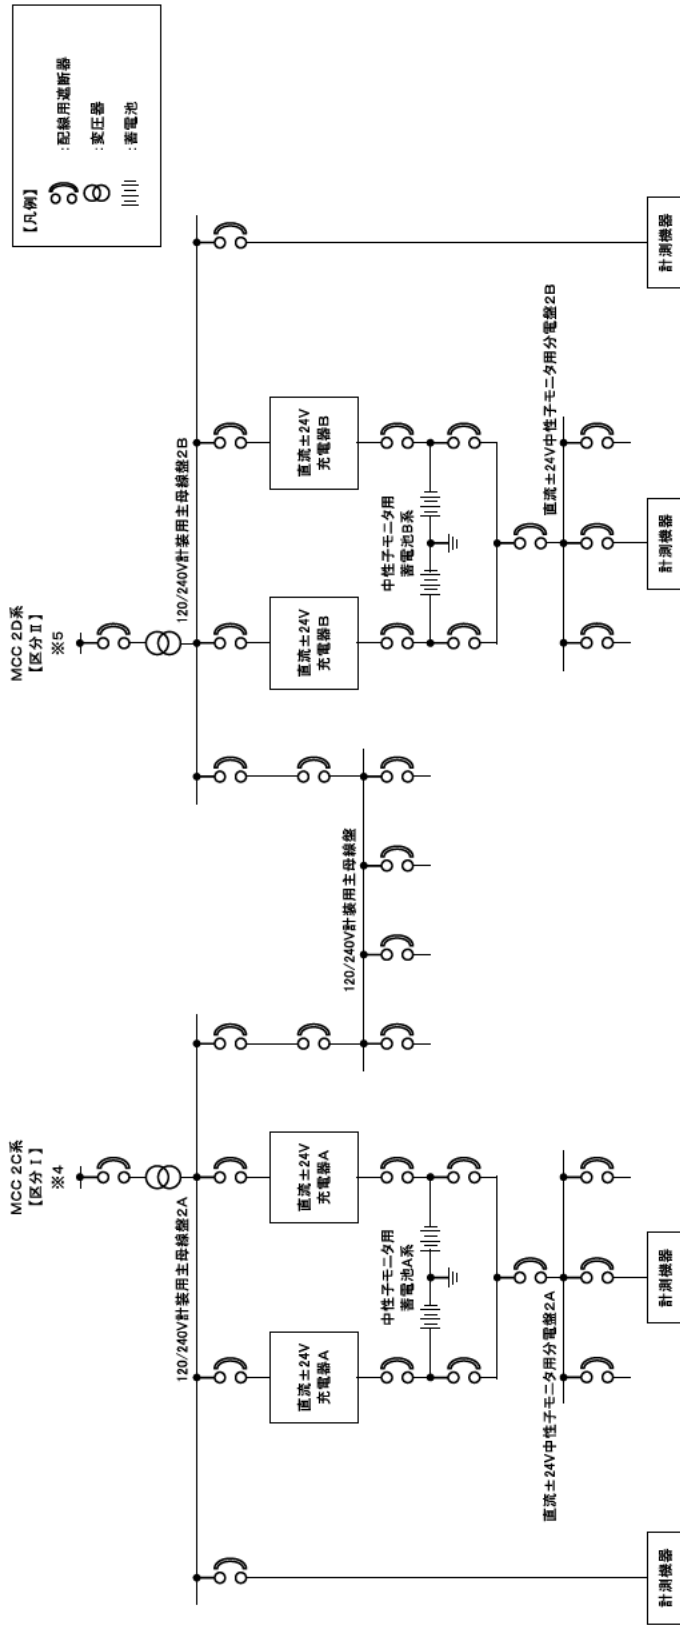 MCC 2C系
【区分Ⅰ】
※4
MCC 2D系
【区分Ⅱ】
※5
【凡例】
:配線用遮断器
:変圧器
:蓄電池
120/240V計装用主母線盤2A
120/240V計装用主母線盤2B
直流±24V
充電器A
直流±24V
充電器A
直流±24V
充電器B
直流±24V
充電器B
120/240V計装用主母線盤
中性子モニタ用
蓄電池A系
中性子モニタ用
蓄電池B系
直流±24V中性子モニタ用分電盤2A
直流±24V中性子モニタ用分電盤2B
計測機器
計測機器
計測機器
計測機器